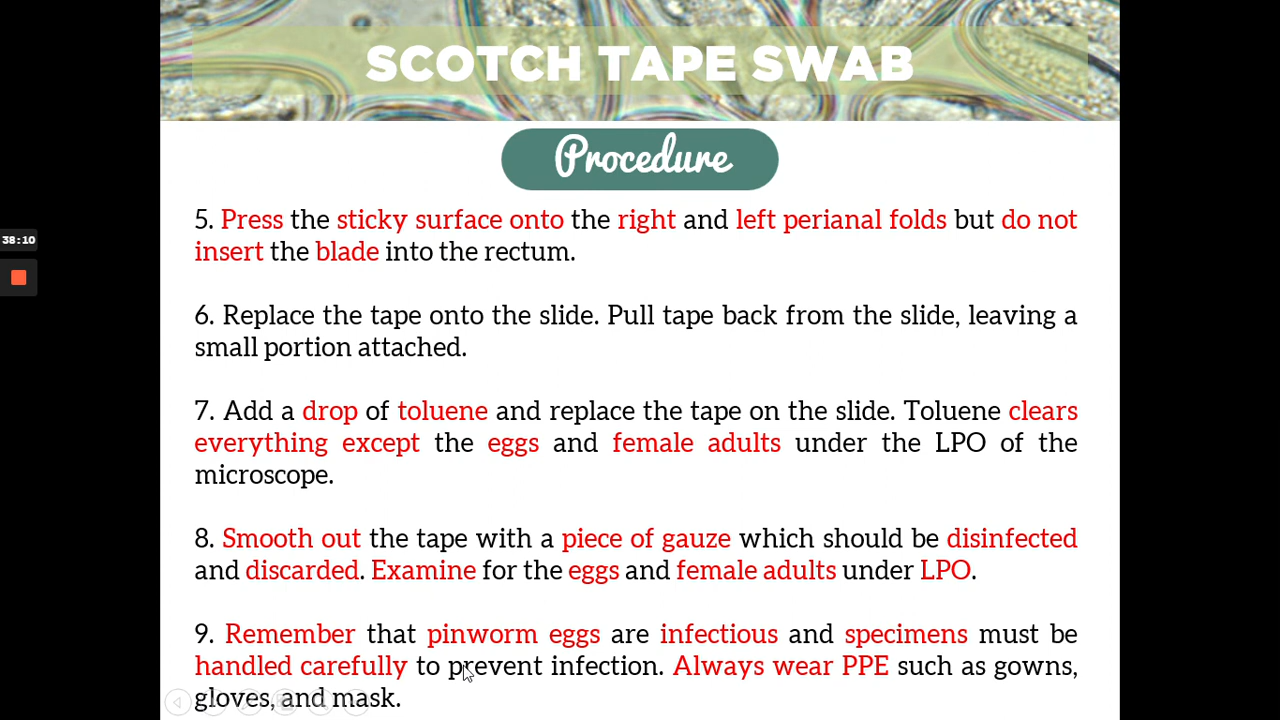 SCOTCH TAPE SWAB
Procedure
38:10
5. Press the sticky surface onto the right and left perianal folds but do not
insert the blade into the rectum.
6. Replace the tape onto the slide. Pull tape back from the slide, leaving a
small portion attached.
7. Add a drop of toluene and replace the tape on the slide. Toluene clears
everything except the eggs and female adults under the LPO of the
microscope.
8. Smooth out the tape with a piece of gauze which should be disinfected
and discarded. Examine for the eggs and female adults under LPO.
9. Remember that pinworm eggs are infectious and specimens must be
handled carefully to prevent infection. Always wear PPE such as gowns,
gloves, and mask.